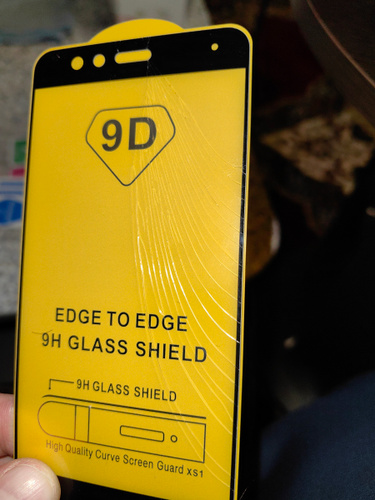 9D
EDGE TO EDGE
9H GLASS SHIELD
9H GLASS SHIELD
High Quality Curve Screen Guard xs1